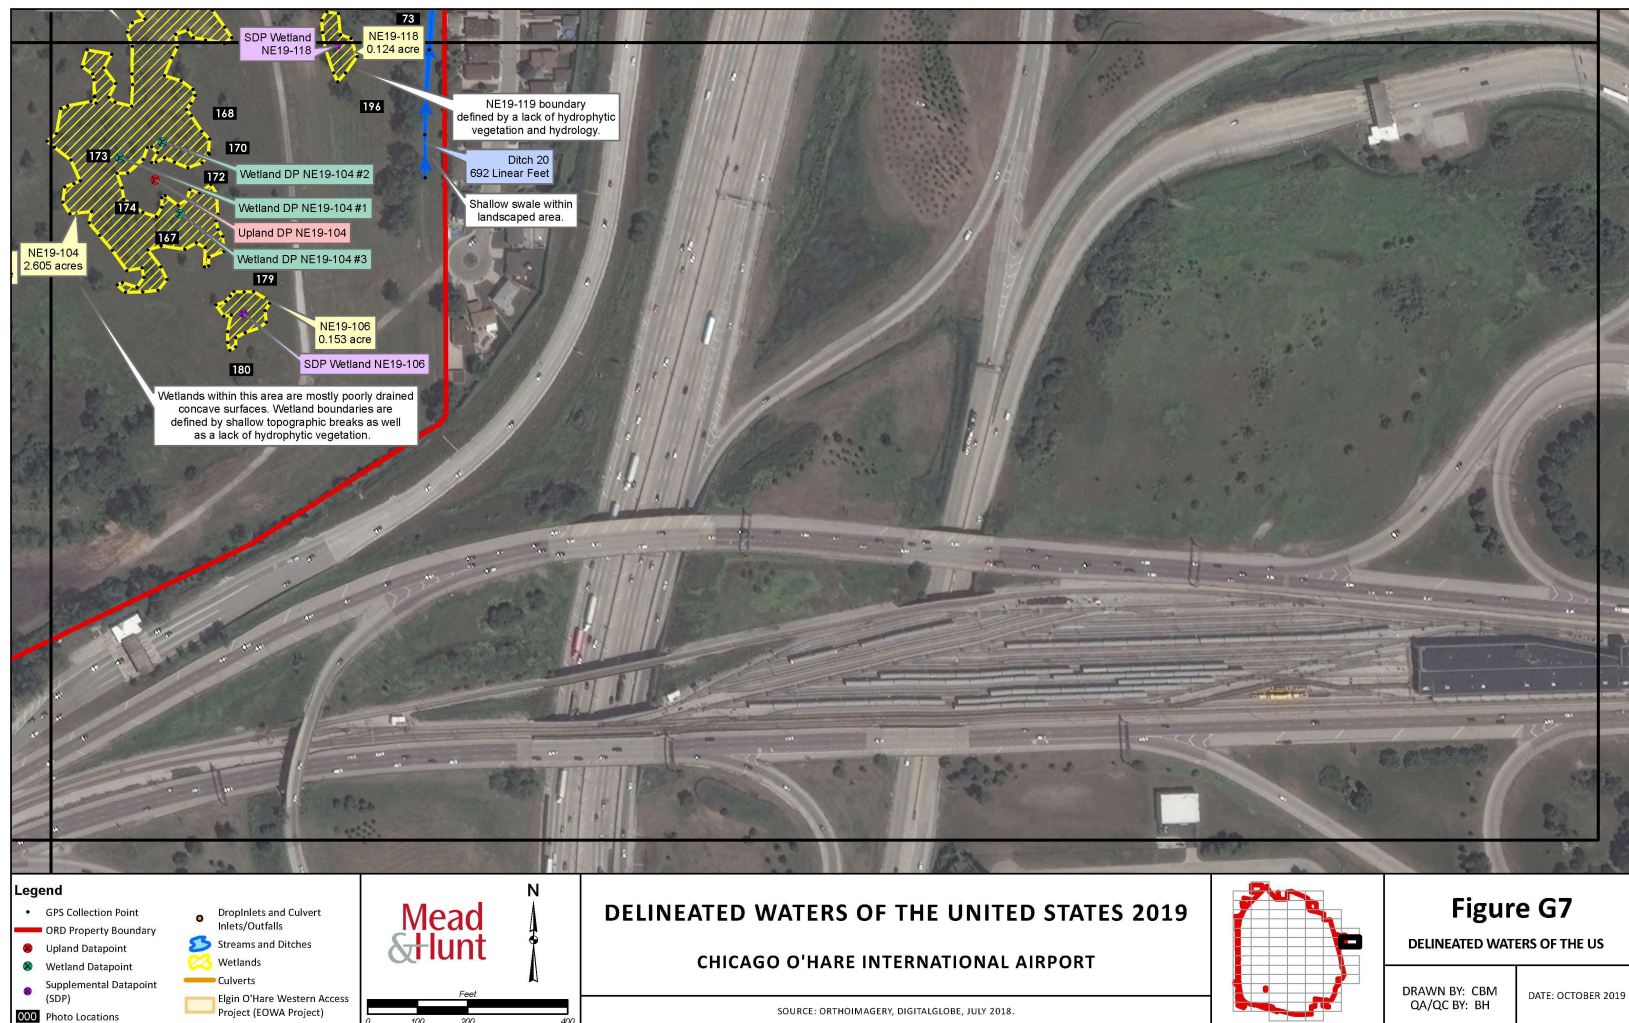 73
SDP Wetland
NE19-118
NE19-118
0.124 acre
196
NE19-119 boundary
defined by a lack of hydrophytic
vegetation and hydrology.
168
170
173
172
174
167
Wetland DP NE19-104 #2
Wetland DP NE19-104 #1
Upland DP NE19-104
Wetland DP NE19-104 #3
Ditch 20
692 Linear Feet
Shallow swale within
landscaped area.
NE19-104
2.605 acres
179
NE19-106
0.153 acre
SDP Wetland NE19-106
180
Wetlands within this area are mostly poorly drained
concave surfaces. Wetland boundaries are
defined by shallow topographic breaks as well
as a lack of hydrophytic vegetation.
Legend
GPS Collection Point
ORD Property Boundary
Upland Datapoint
Wetland Datapoint
Supplemental Datapoint
(SDP)
000 Photo Locations
DropInlets and Culvert
Inlets/Outfalls
Streams and Ditches
Wetlands
Culverts
Elgin O'Hare Western Access
Project (EOWA Project)
Mead
&Hunt
N
Feet
0 100 200 400
DELINEATED WATERS OF THE UNITED STATES 2019
CHICAGO O'HARE INTERNATIONAL AIRPORT
SOURCE: ORTHOIMAGERY, DIGITALGLOBE, JULY 2018.
Figure G7
DELINEATED WATERS OF THE US
DRAWN BY: CBM
QA/QC BY: BH
DATE: OCTOBER 2019